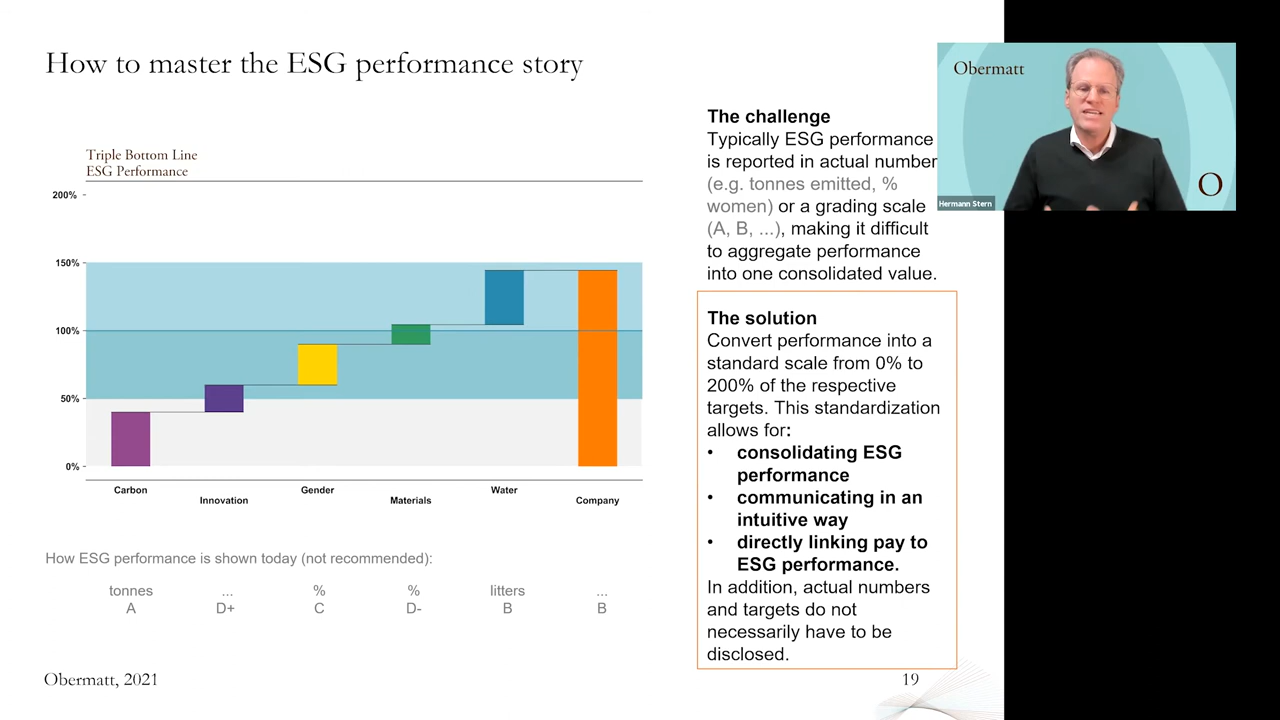 How to master the ESG performance story
Triple Bottom Line
ESG Performance
200%
150%
100%
50%
0%
Carbon
Innovation
Gender
Materials
Water
Company
How ESG performance is shown today (not recommended):
tonnes ... % % litters ...
A D+ C D- B B
Obermatt, 2021
The challenge
Typically ESG performance
is reported in actual number
(e.g. tonnes emitted, %
women) or a grading scale
(A, B, ...), making it difficult
to aggregate performance
into one consolidated value.
The solution
Convert performance into a
standard scale from 0% to
200% of the respective
targets. This standardization
allows for:
• consolidating ESG
performance
• communicating in an
intuitive way
• directly linking pay to
ESG performance.
In addition, actual numbers
and targets do not
necessarily have to be
disclosed.
19
Obermatt
O
Hermann Stern